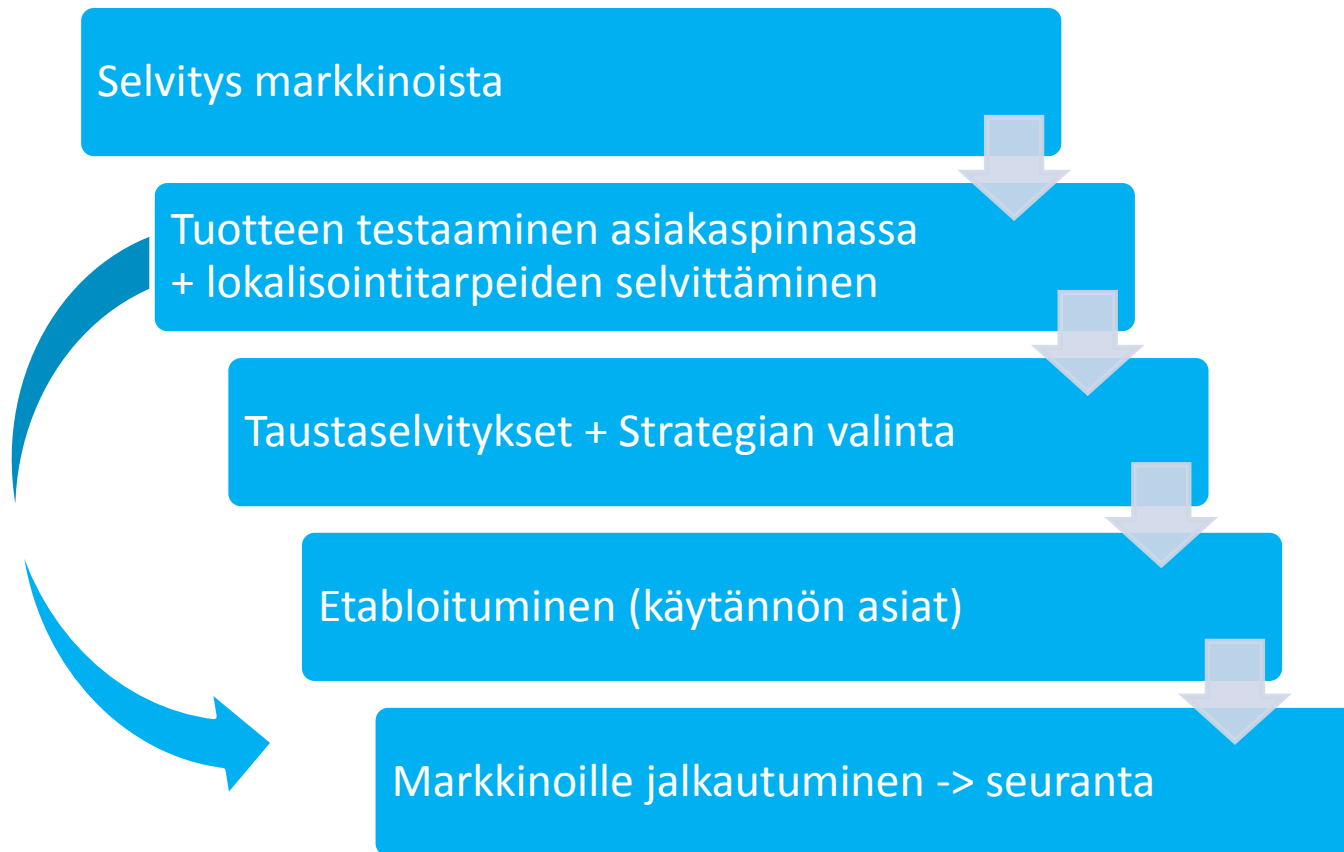 Selvitys markkinoista
Tuotteen testaaminen asiakaspinnassa
+ lokalisointitarpeiden selvittäminen
Taustaselvitykset + Strategian valinta
Etabloituminen (käytännön asiat)
Markkinoille jalkautuminen -> seuranta